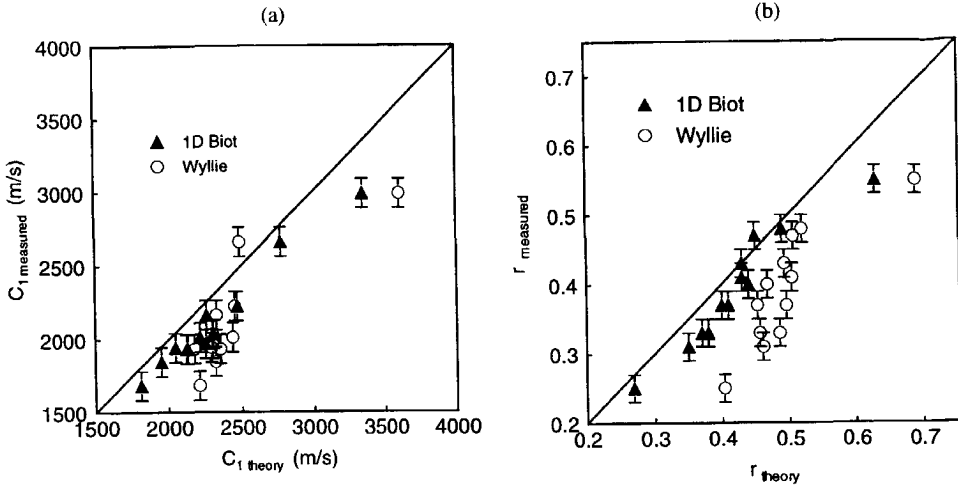 (a)
4000
3500
3000
2500
2000
1500
C1 measured (m/s)
1D Biot
Wyllie
1500 2000 2500 3000 3500 4000
C1 theory (m/s)
(b)
0.7
0.6
0.5
0.4
0.3
0.2
r measured
1D Biot
Wyllie
0.2 0.3 0.4 0.5 0.6 0.7
r theory